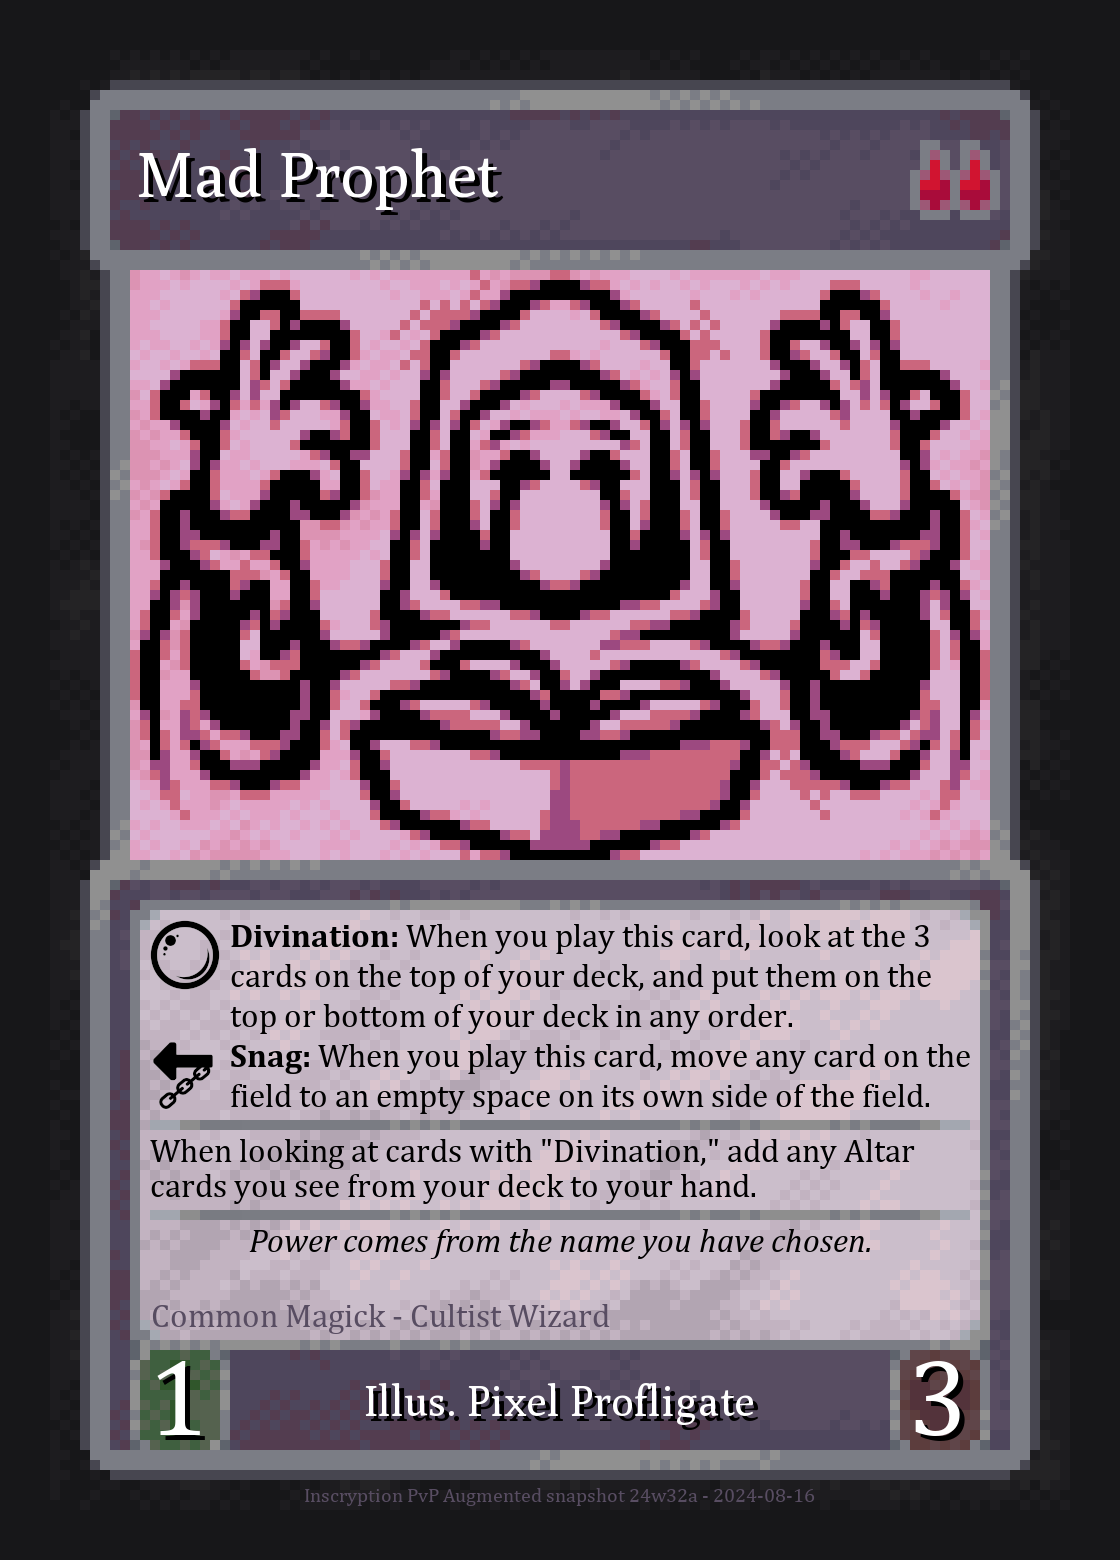 Mad Prophet
Divination: When you play this card, look at the 3
cards on the top of your deck, and put them on the
top or bottom of your deck in any order.
Snag: When you play this card, move any card on the
field to an empty space on its own side of the field.
When looking at cards with "Divination," add any Altar
cards you see from your deck to your hand.
Power comes from the name you have chosen.
Common Magick - Cultist Wizard
1
Illus. Pixel Profligate
3
Inscryption PvP Augmented snapshot 24w32a - 2024-08-16